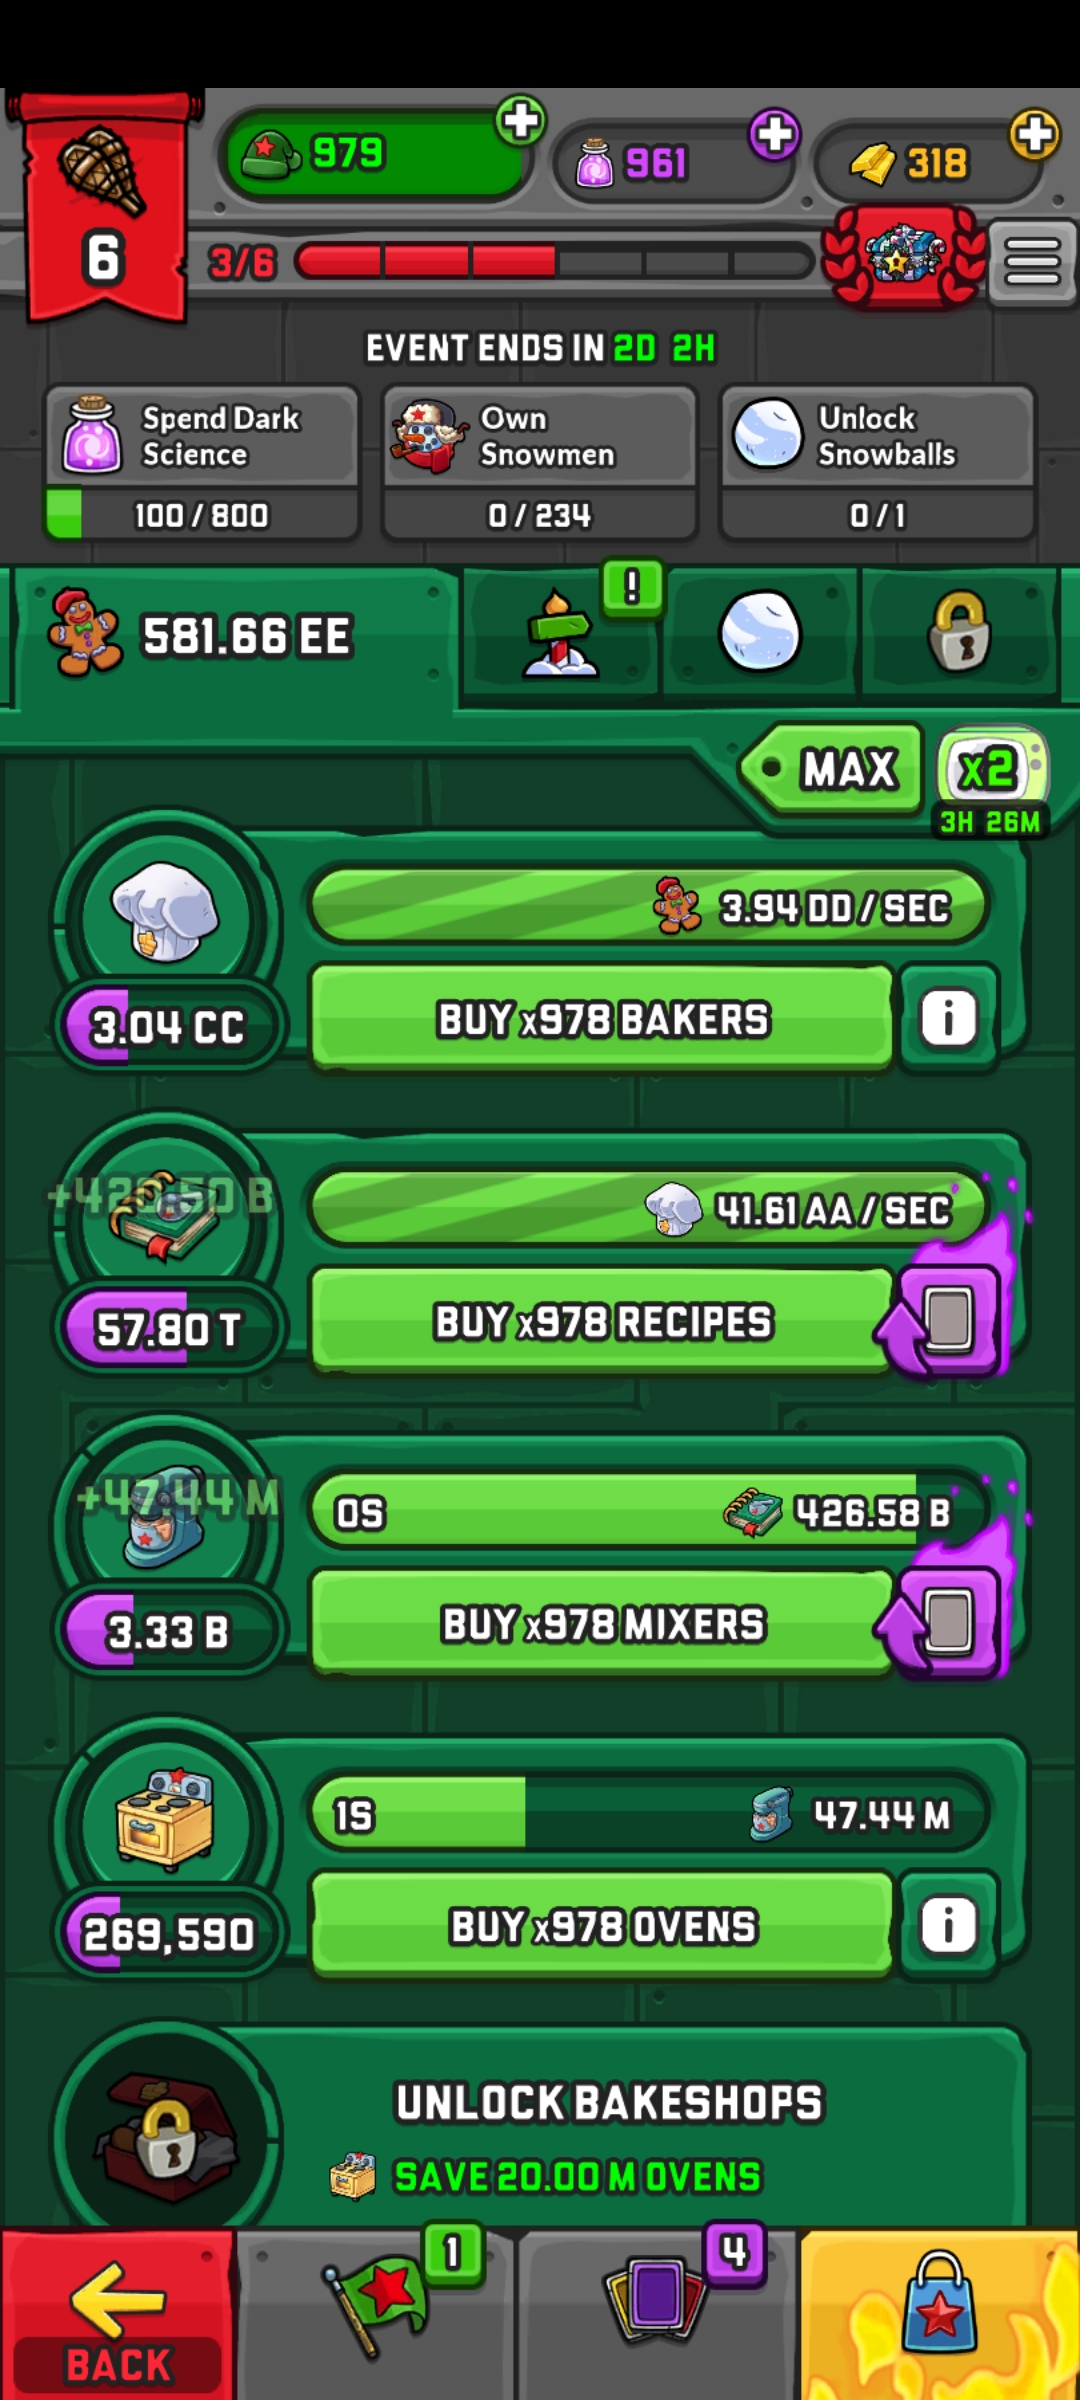 979
961
318
6
3/6
EVENT ENDS IN 2D 2H
Spend Dark
Science
100 / 800
Own
Snowmen
0 / 234
Unlock
Snowballs
0 / 1
581.66 EE
!
MAX
x2
3H 26M
3.94 DD / SEC
3.04 CC
BUY x978 BAKERS
i
+426.50 B
41.61 AA / SEC
57.80 T
BUY x978 RECIPES
+47.44 M
0S
426.58 B
3.33 B
BUY x978 MIXERS
1S
47.44 M
269,590
BUY x978 OVENS
i
UNLOCK BAKESHOPS
SAVE 20.00 M OVENS
1
4
BACK